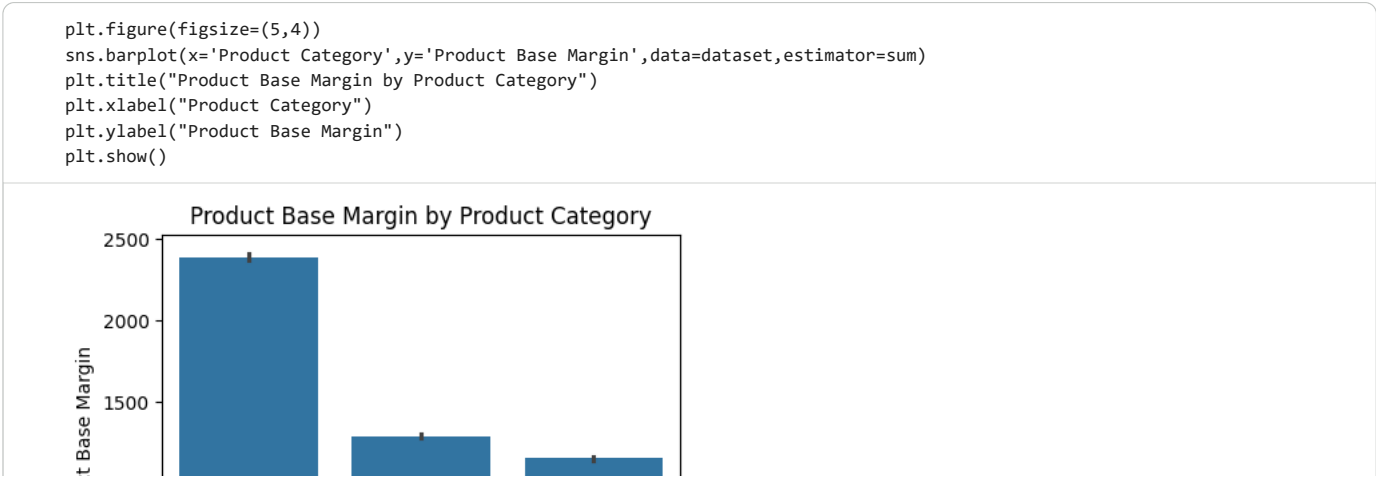 plt.figure(figsize=(5,4))
sns.barplot(x='Product Category',y='Product Base Margin',data=dataset,estimator=sum)
plt.title("Product Base Margin by Product Category")
plt.xlabel("Product Category")
plt.ylabel("Product Base Margin")
plt.show()
Product Base Margin by Product Category
2500
2000
1500
t Base Margin